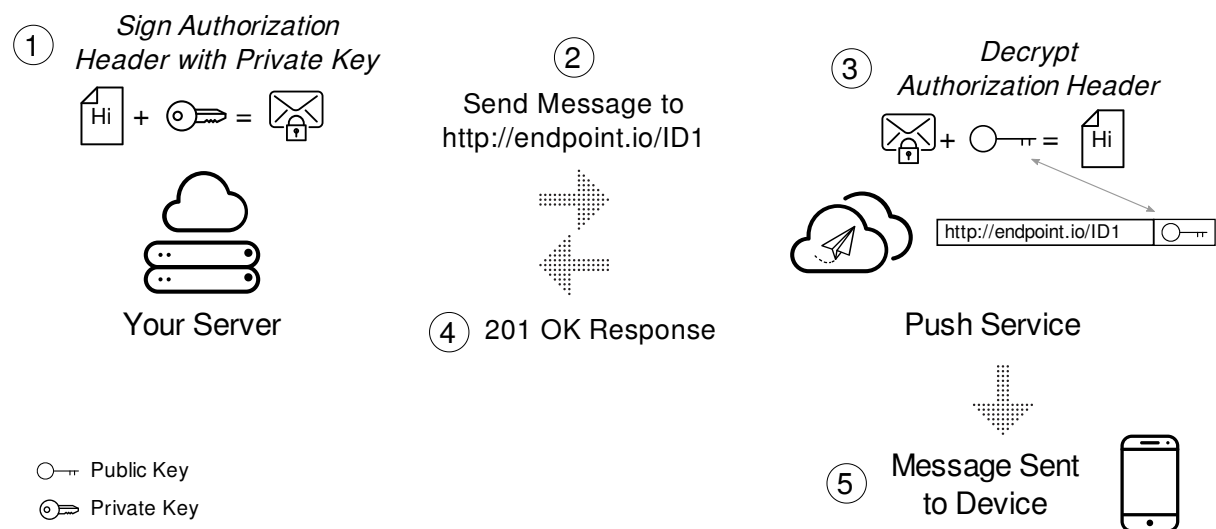 1
Sign Authorization
Header with Private Key
Hi + =
Your Server
2
Send Message to
http://endpoint.io/ID1
4 201 OK Response
3
Decrypt
Authorization Header
+ = Hi
http://endpoint.io/ID1
Push Service
5
Message Sent
to Device
Public Key
Private Key